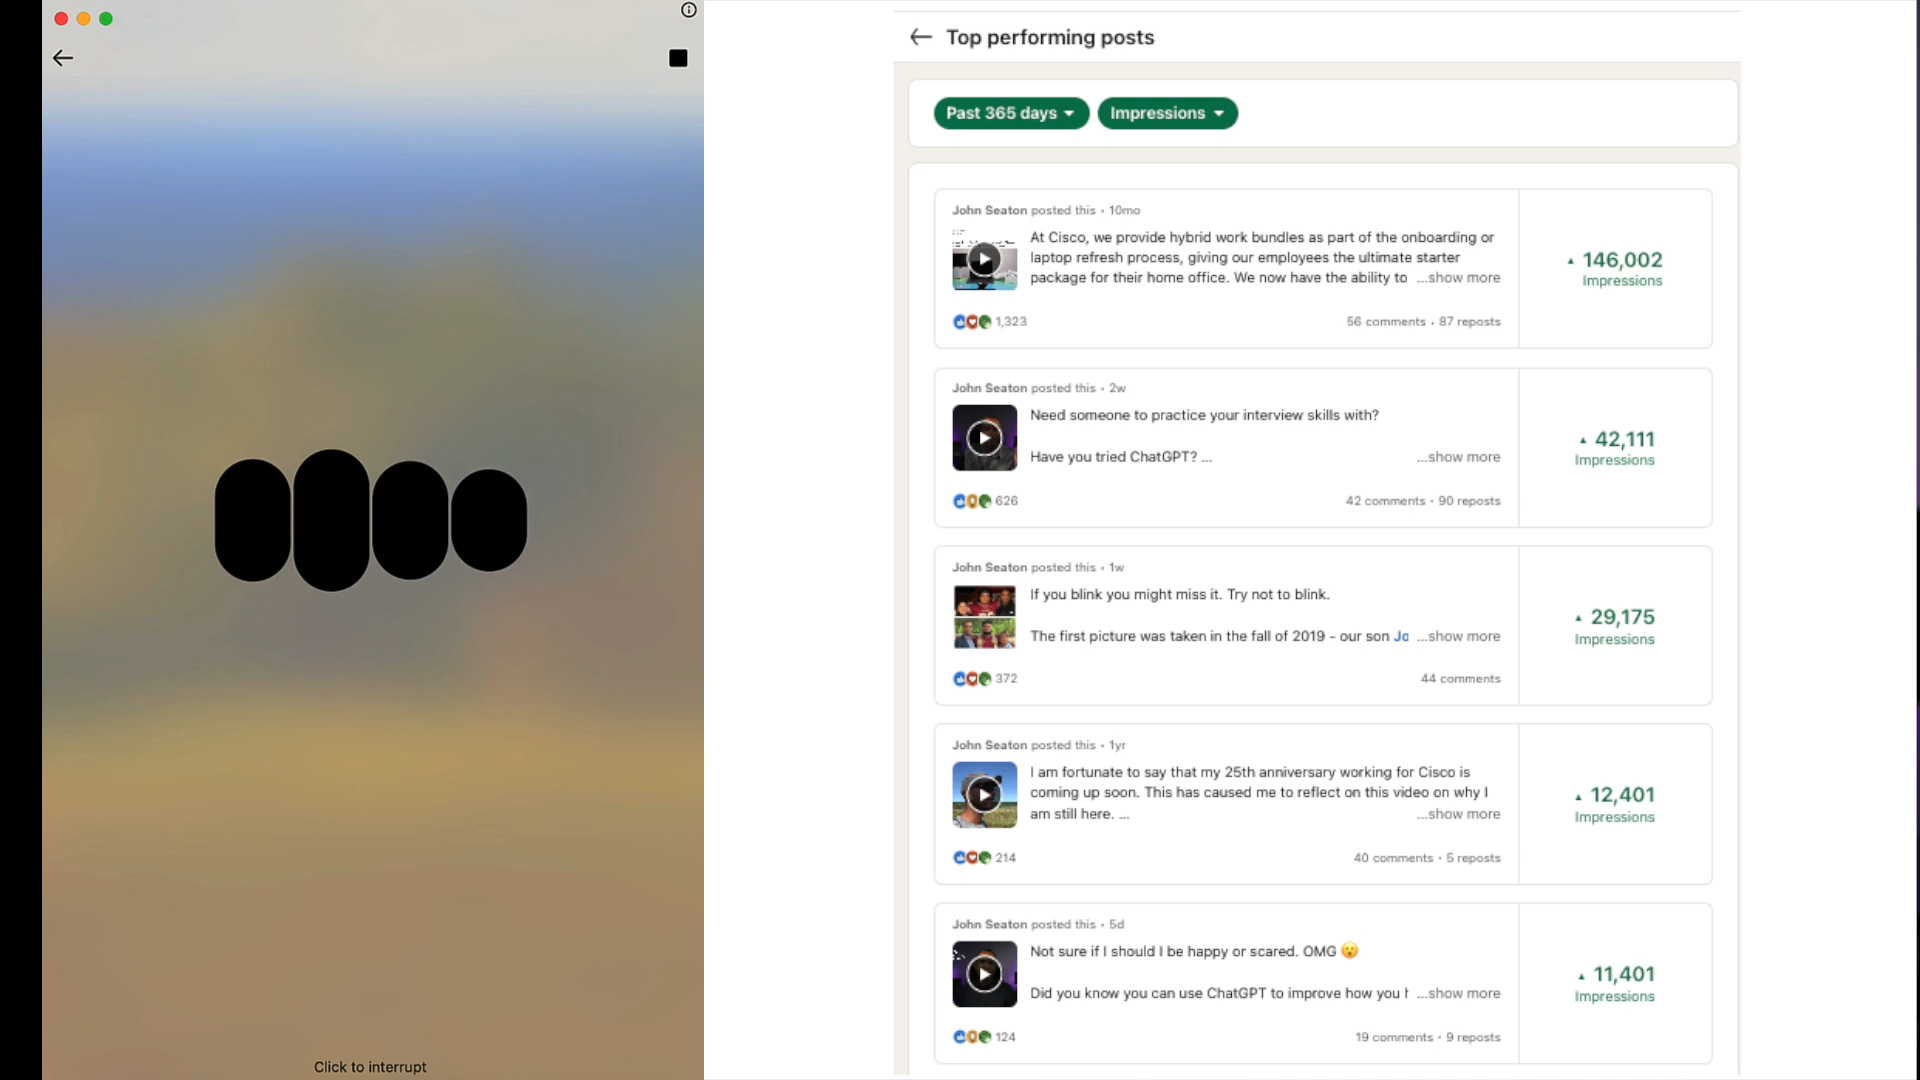 Click to interrupt
Top performing posts
Past 365 days
Impressions
John Seaton posted this • 10mo
At Cisco, we provide hybrid work bundles as part of the onboarding or
laptop refresh process, giving our employees the ultimate starter
package for their home office. We now have the ability to ...show more
1,323
56 comments • 87 reposts
146,002
Impressions
John Seaton posted this • 2w
Need someone to practice your interview skills with?
Have you tried ChatGPT? ...
...show more
626
42 comments • 90 reposts
42,111
Impressions
John Seaton posted this • 1w
If you blink you might miss it. Try not to blink.
The first picture was taken in the fall of 2019 - our son Jo ...show more
372
44 comments
29,175
Impressions
John Seaton posted this • 1yr
I am fortunate to say that my 25th anniversary working for Cisco is
coming up soon. This has caused me to reflect on this video on why I
am still here. ...
...show more
214
40 comments • 5 reposts
12,401
Impressions
John Seaton posted this • 5d
Not sure if I should I be happy or scared. OMG 😮
Did you know you can use ChatGPT to improve how you ...show more
124
19 comments • 9 reposts
11,401
Impressions